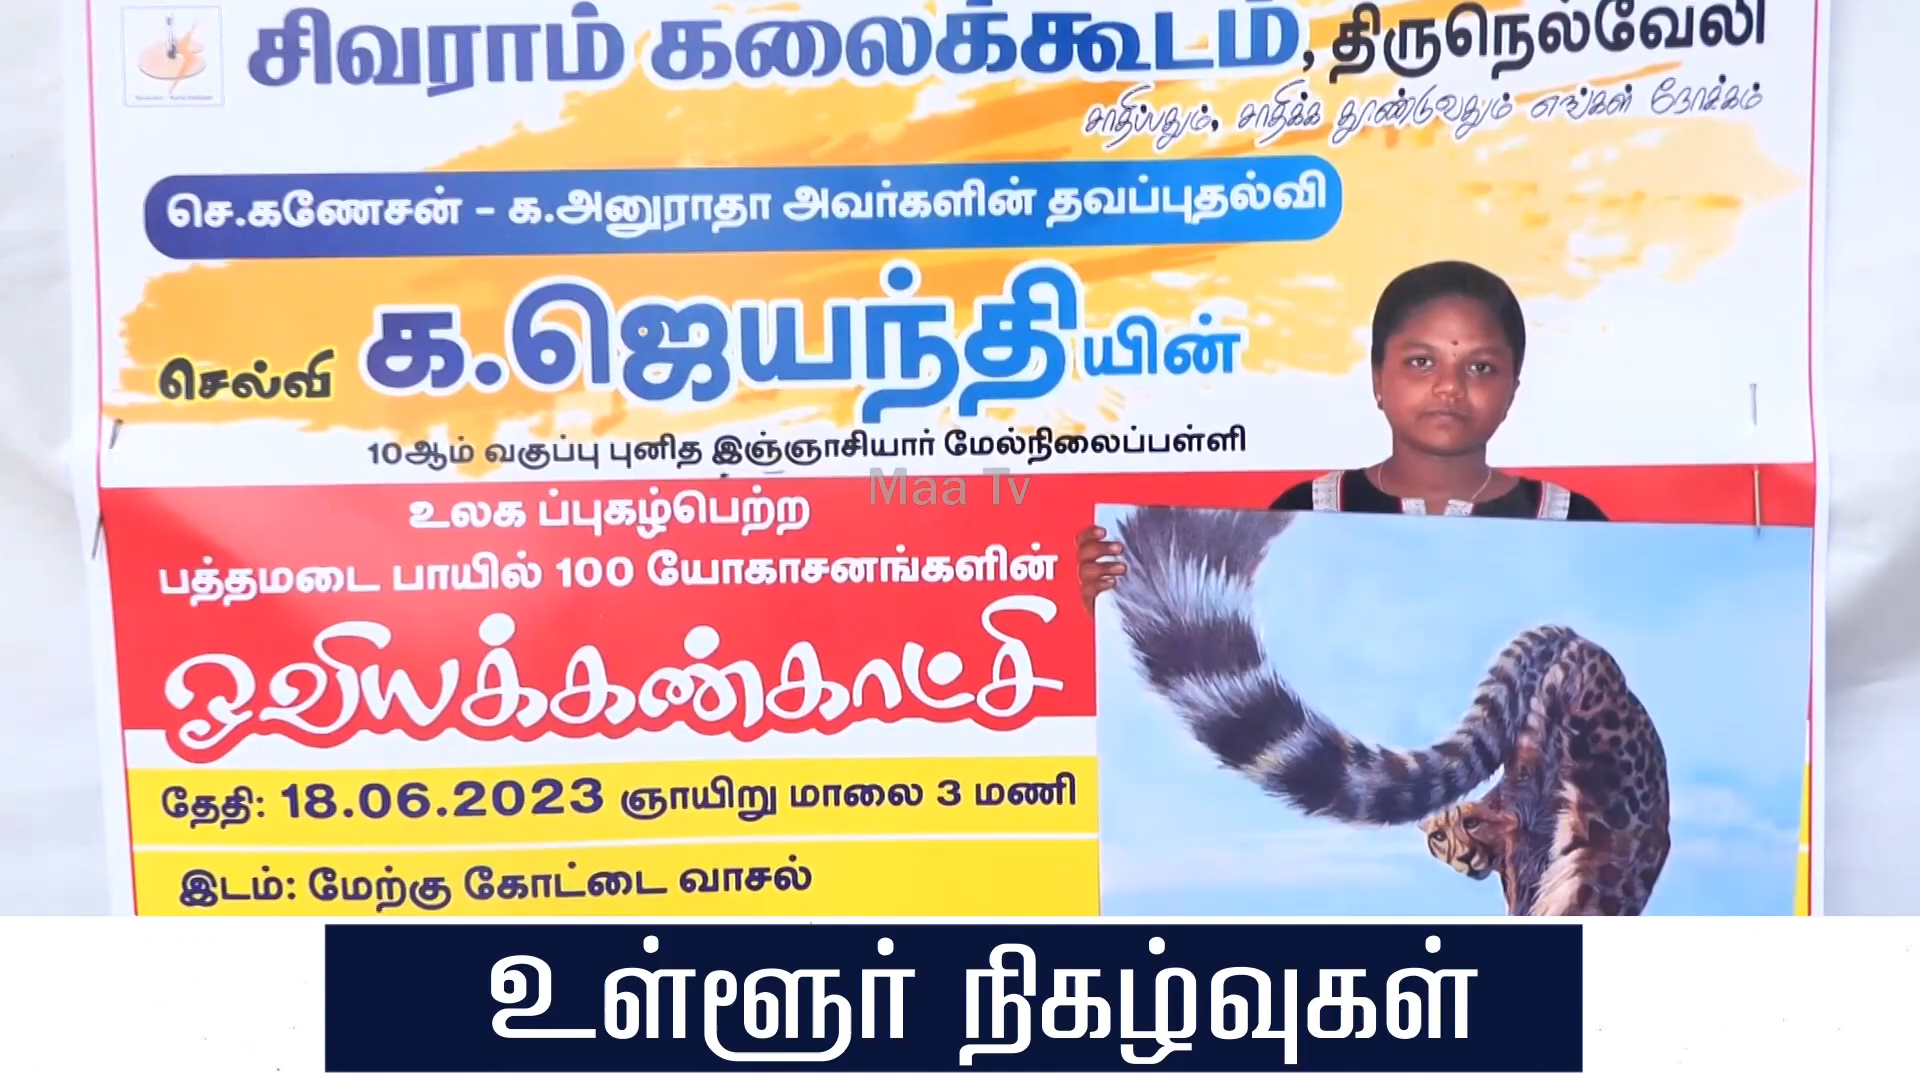 சிவராம் கலைக்கூடம், திருநெல்வேலி
சாதிப்பதும், சாதிக்க தூண்டுவதும் எங்கள் நோக்கம்
செ.கணேசன் - க.அனுராதா அவர்களின் தவப்புதல்வி
செல்வி க.ஜெயந்தியின்
10ஆம் வகுப்பு புனித இஞ்ஞாசியார் மேல்நிலைப்பள்ளி
Maa Tv
உலக ப்புகழ்பெற்ற
பத்தமடை பாயில் 100 யோகாசனங்களின்
ஓவியக்கண்காட்சி
தேதி: 18.06.2023 ஞாயிறு மாலை 3 மணி
இடம்: மேற்கு கோட்டை வாசல்
உள்ளூர் நிகழ்வுகள்